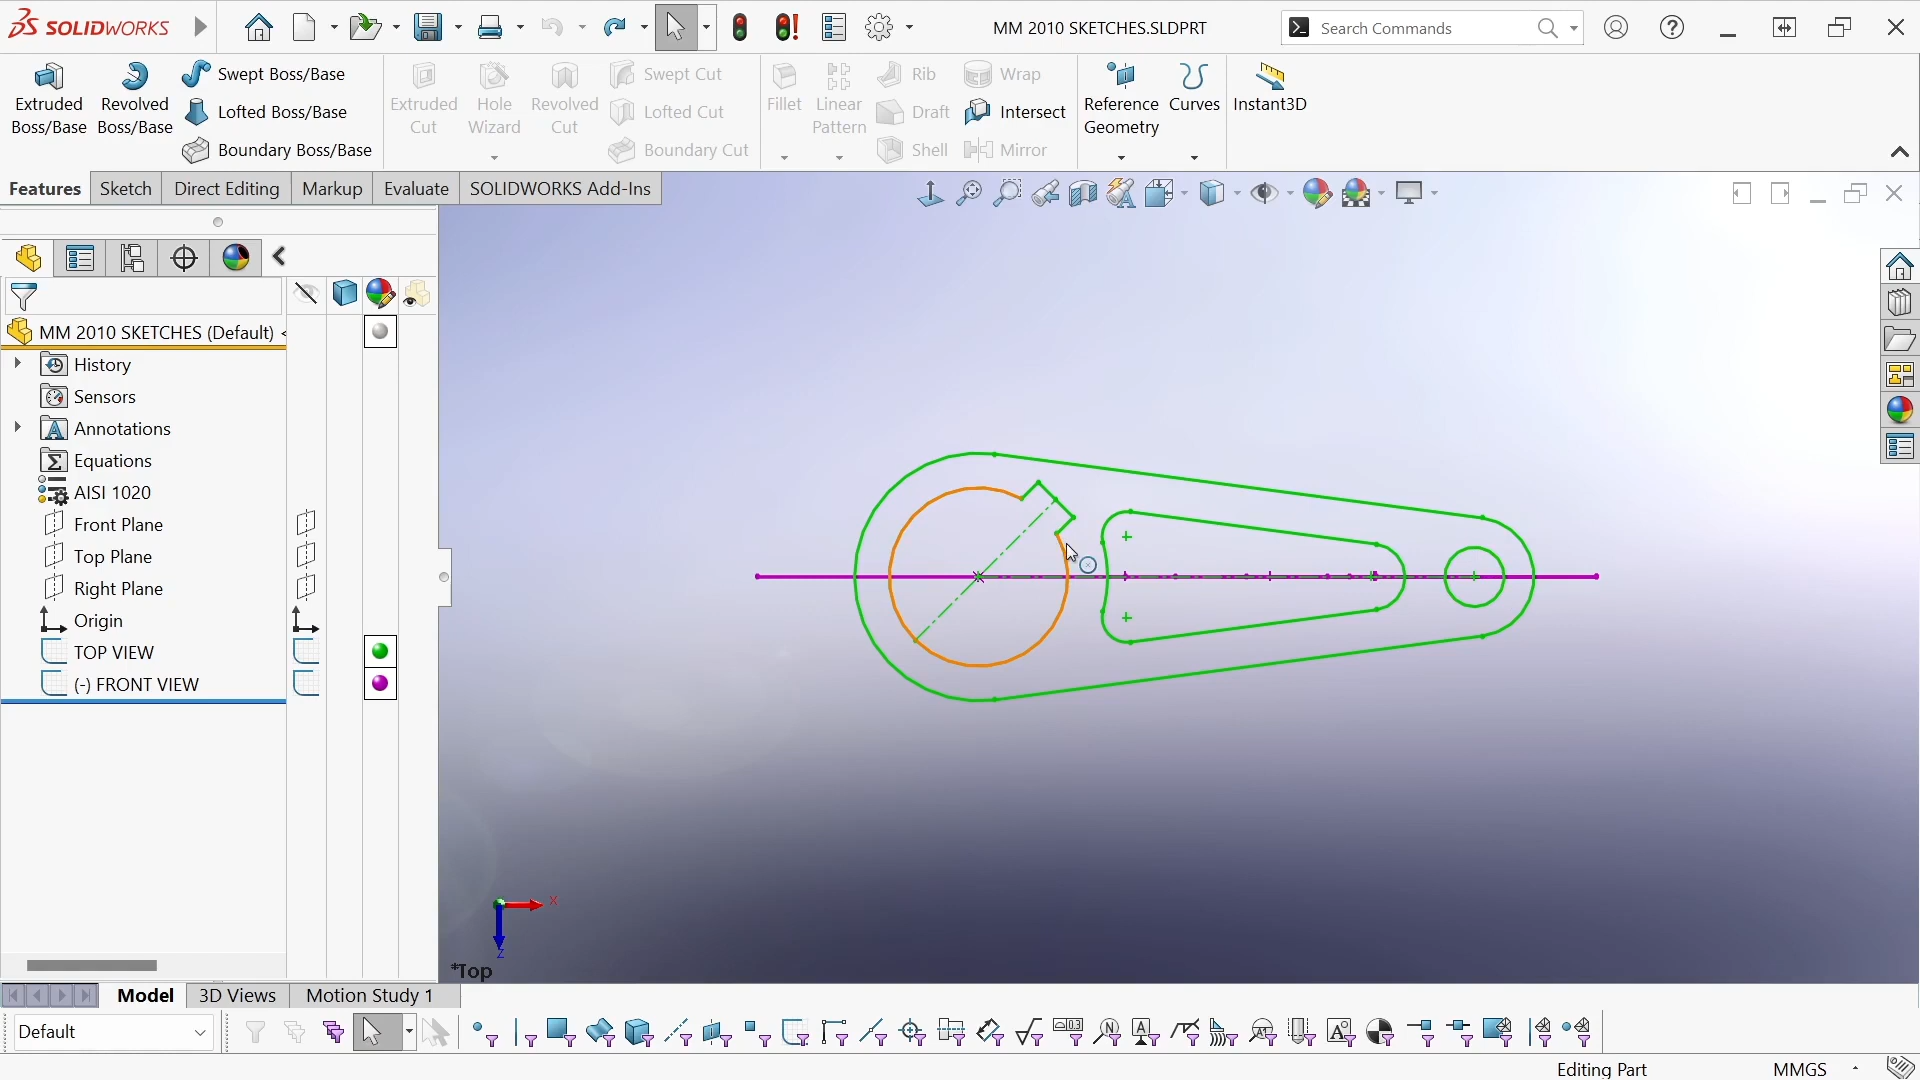 SOLIDWORKS
MM 2010 SKETCHES.SLDPRT
Search Commands
Extruded Boss/Base
Revolved Boss/Base
Swept Boss/Base
Lofted Boss/Base
Boundary Boss/Base
Extruded Cut
Hole Wizard
Revolved Cut
Swept Cut
Lofted Cut
Boundary Cut
Fillet
Linear Pattern
Rib
Draft
Shell
Wrap
Intersect
Mirror
Reference Geometry
Curves
Instant3D
Features
Sketch
Direct Editing
Markup
Evaluate
SOLIDWORKS Add-Ins
MM 2010 SKETCHES (Default) <
History
Sensors
Annotations
Equations
AISI 1020
Front Plane
Top Plane
Right Plane
Origin
TOP VIEW
(-) FRONT VIEW
X
Z
*Top
Model
3D Views
Motion Study 1
Default
Editing Part
MMGS